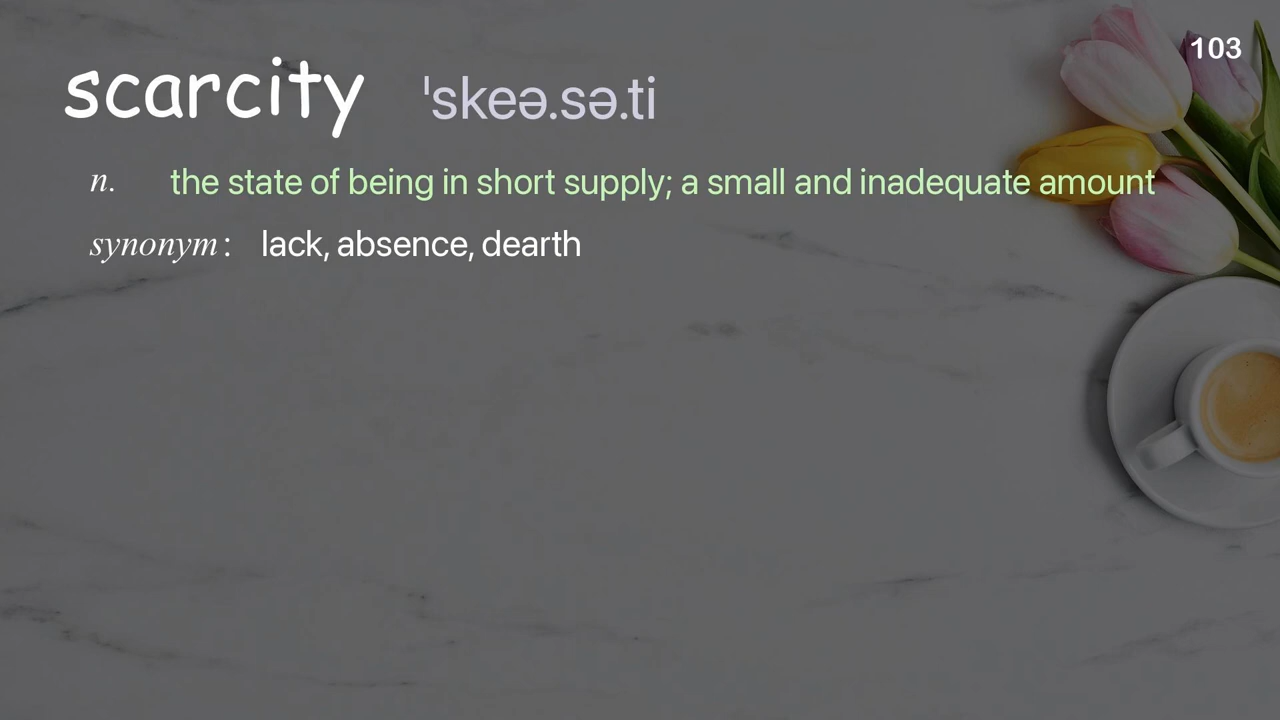 103
scarcity ˈskeə.sə.ti
n. the state of being in short supply; a small and inadequate amount
synonym: lack, absence, dearth